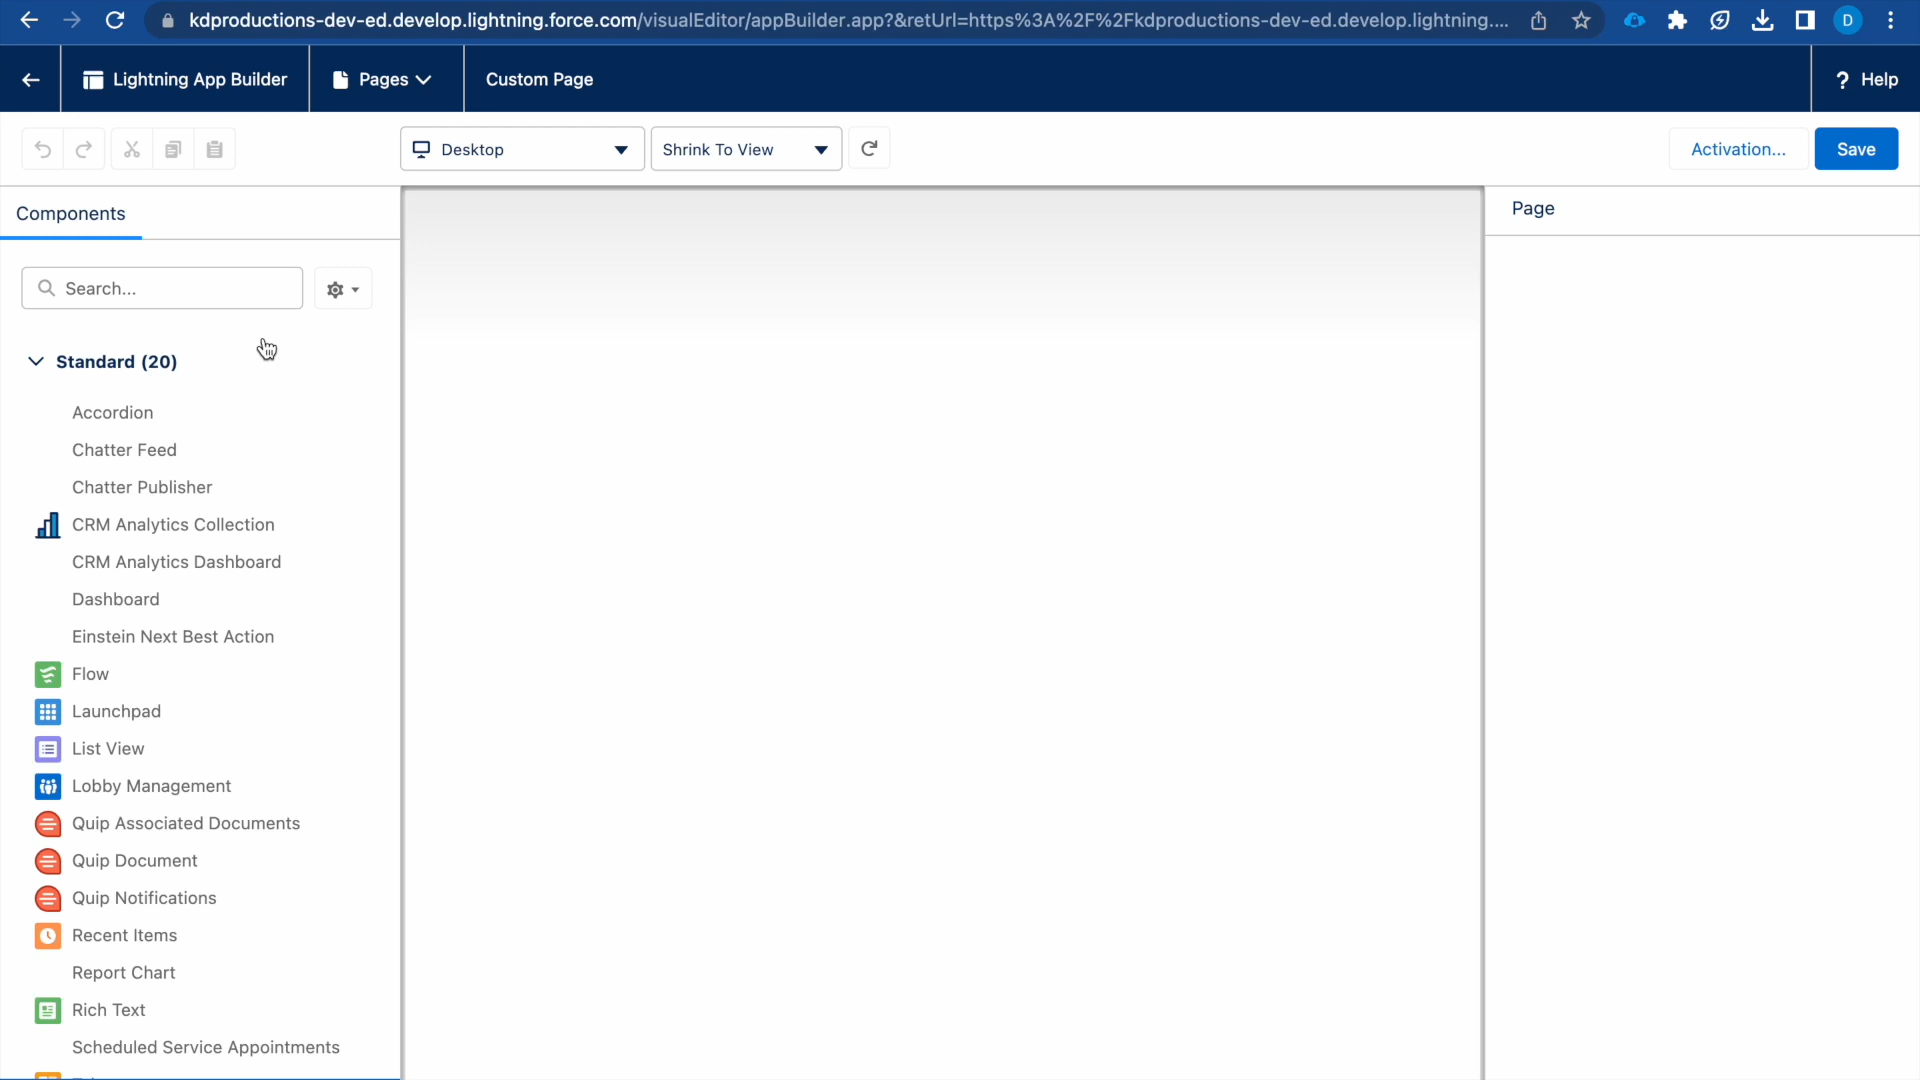 kdproductions-dev-ed.develop.lightning.force.com/visualEditor/appBuilder.app?&retUrl=https%3A%2F%2Fkdproductions-dev-ed.develop.lightning.... D
Lightning App Builder Pages Custom Page ? Help
Desktop Shrink To View Activation... Save
Components
Page
Search...
Standard (20)
Accordion
Chatter Feed
Chatter Publisher
CRM Analytics Collection
CRM Analytics Dashboard
Dashboard
Einstein Next Best Action
Flow
Launchpad
List View
Lobby Management
Quip Associated Documents
Quip Document
Quip Notifications
Recent Items
Report Chart
Rich Text
Scheduled Service Appointments